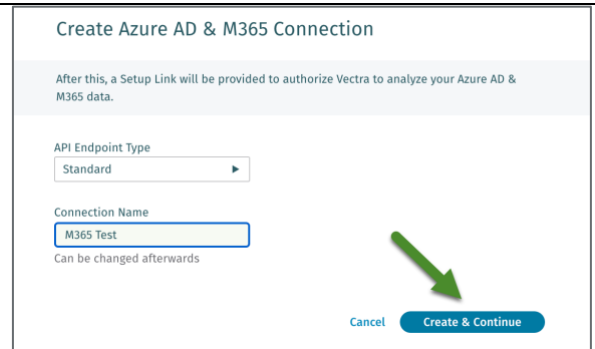 Create Azure AD & M365 Connection
After this, a Setup Link will be provided to authorize Vectra to analyze your Azure AD &
M365 data.
API Endpoint Type
Standard
Connection Name
M365 Test
Can be changed afterwards
Cancel Create & Continue